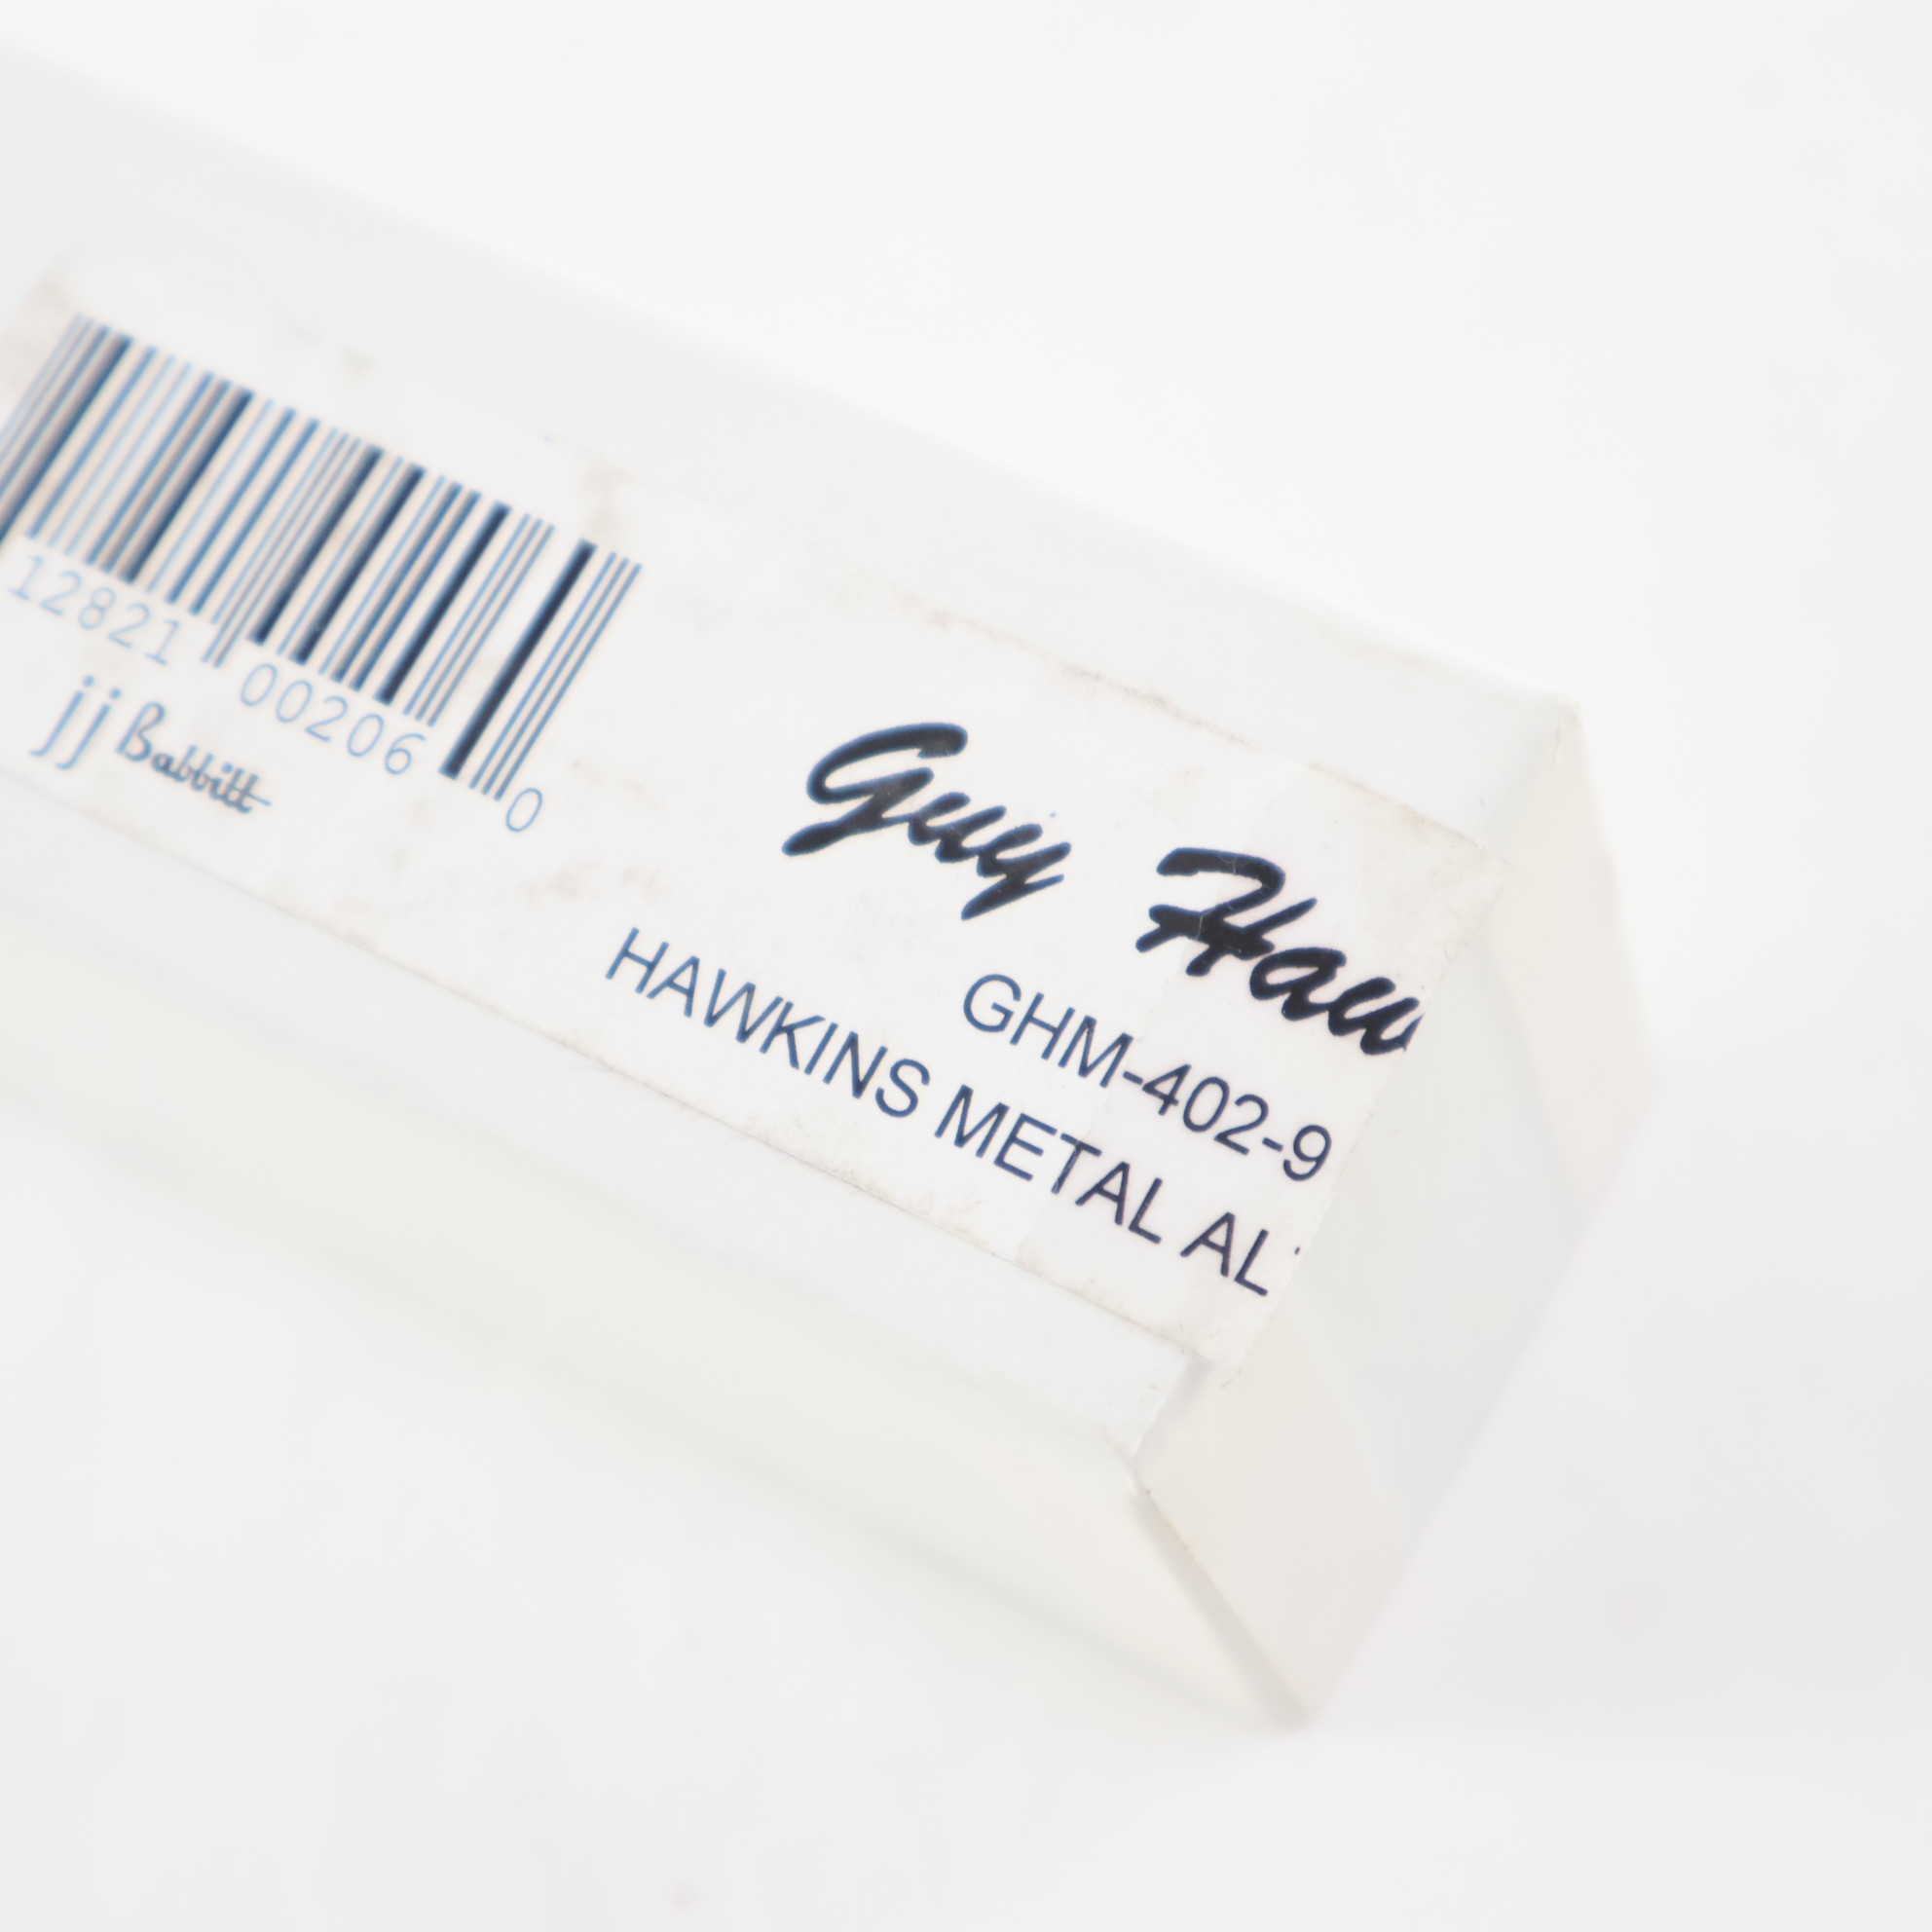 12821 00206 0
jj Babbitt
Guy Haw
GHM-402-9
HAWKINS METAL AL